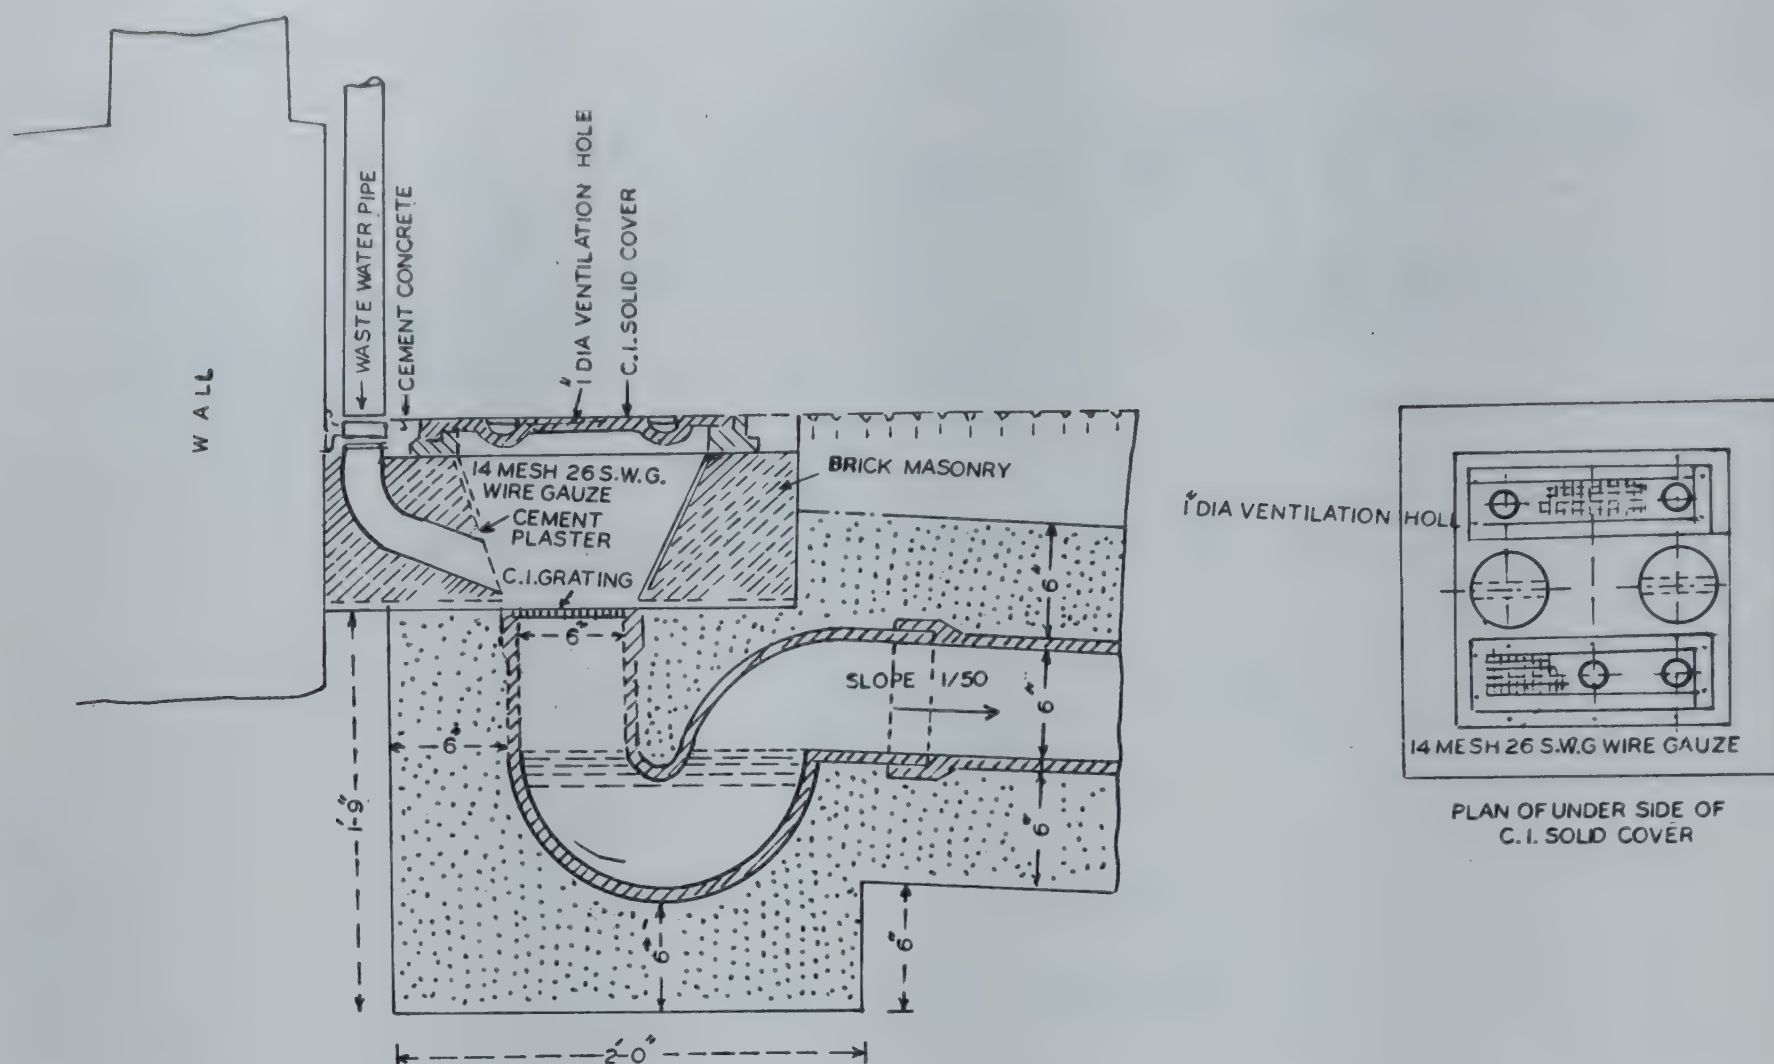 WALL
WASTE WATER PIPE
CEMENT CONCRETE
1" DIA VENTILATION HOLE
C.I. SOLID COVER
14 MESH 26 S.W.G.
WIRE GAUZE
CEMENT
PLASTER
C.I. GRATING
BRICK MASONRY
6"
6"
SLOPE 1/50
6"
6"
6"
1'-9"
6"
6"
2'-0"
1" DIA VENTILATION HOLE
14 MESH 26 S.W.G WIRE GAUZE
PLAN OF UNDER SIDE OF
C.I. SOLID COVER